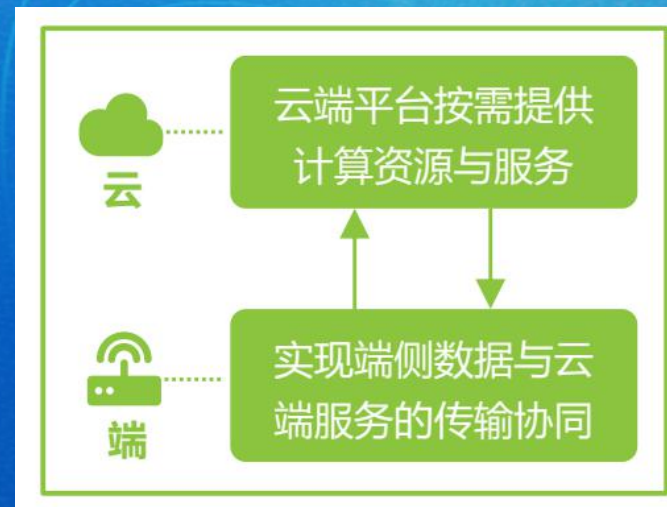 云端平台按需提供
计算资源与服务
云
实现端侧数据与云
端服务的传输协同
端